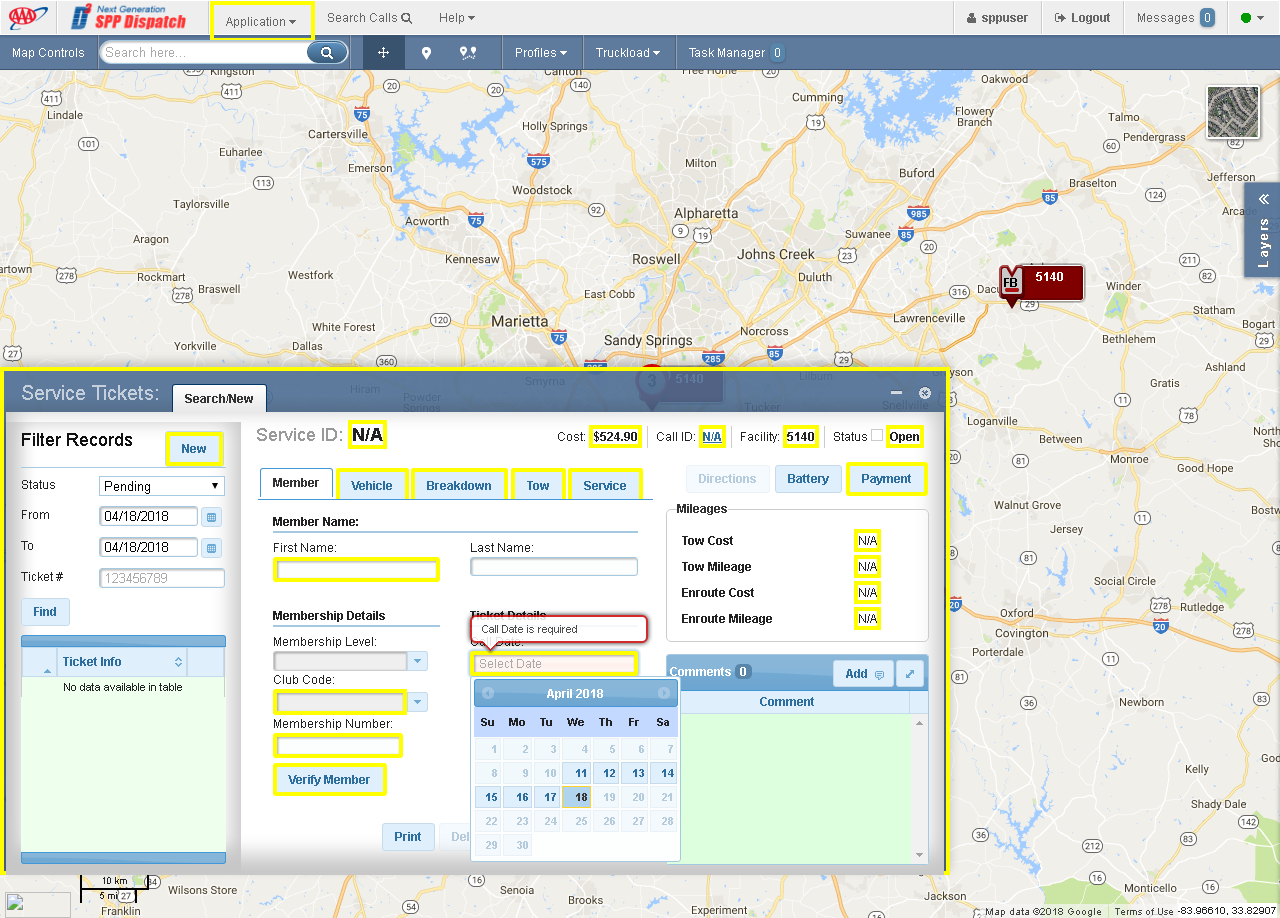 AAA Next Generation SPP Dispatch Application Search Calls Help sppuser Logout Messages 0
Map Controls Search here... Profiles Truckload Task Manager 0
Kingston
Canton
Free Home
Oakwood
Cumming
Flowery Branch
Talmo
Pendergrass
Lindale
Cartersville
Holly Springs
Euharlee
Emerson
Milton
Buford
Braselton
Jefferson
Woodstock
Taylorsville
Acworth
Alpharetta
Suwanee
Arcade
Aragon
Kennesaw
Roswell
Johns Creek
Duluth
Layers
Rockmart
Braswell
Westfork
East Cobb
FB 5140
Winder
Statham
White Forest
Marietta
Lawrenceville
Norcross
Bogart
Yorkville
Dallas
Sandy Springs
Bethlehem
Hiram
Powder Springs
Smyrna
3 5140
Tucker
Lilburn
Snellville
Grayson
Gratis
Ashland
Loganville
Between
Monroe
Good Hope
Walnut Grove
Jersey
Social Circle
Rutledge
Oxford
Covington
Porterdale
Newborn
Kelly
Shady Dale
Monticello
Service Tickets: Search/New
Filter Records New
Status Pending
From 04/18/2018
To 04/18/2018
Ticket # 123456789
Find
Ticket Info
No data available in table
Service ID: N/A
Cost: $524.90 Call ID: N/A Facility: 5140 Status Open
Member Vehicle Breakdown Tow Service
Directions Battery Payment
Member Name:
First Name: Last Name:
Membership Details Ticket Details
Call Date is required
Membership Level: Call Date:
Select Date
Club Code:
Membership Number:
Verify Member
April 2018
Su Mo Tu We Th Fr Sa
1 2 3 4 5 6 7
8 9 10 11 12 13 14
15 16 17 18 19 20 21
22 23 24 25 26 27 28
29 30
Print Del
Mileages
Tow Cost N/A
Tow Mileage N/A
Enroute Cost N/A
Enroute Mileage N/A
Comments 0 Add
Comment
10 km
5 mi
Wilsons Store
Franklin
Senoia
Brooks
Experiment
Jackson
Map data ©2018 Google Terms of Use -83.96610, 33.82907